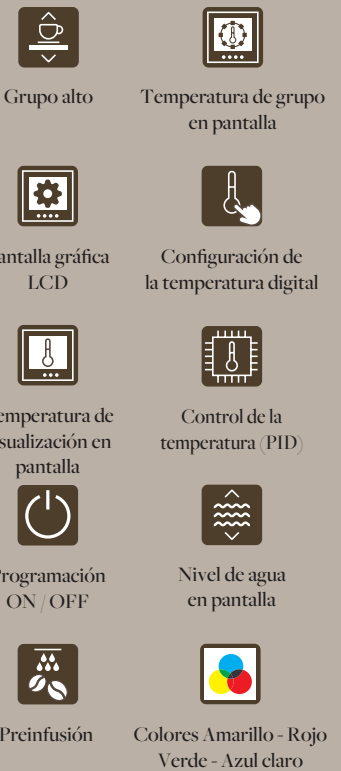 Grupo alto
Temperatura de grupo
en pantalla
antalla gráfica
LCD
Configuración de
la temperatura digital
emperatura de
sualización en
pantalla
Control de la
temperatura (PID)
Programación
ON / OFF
Nivel de agua
en pantalla
Preinfusión
Colores Amarillo - Rojo
Verde - Azul claro